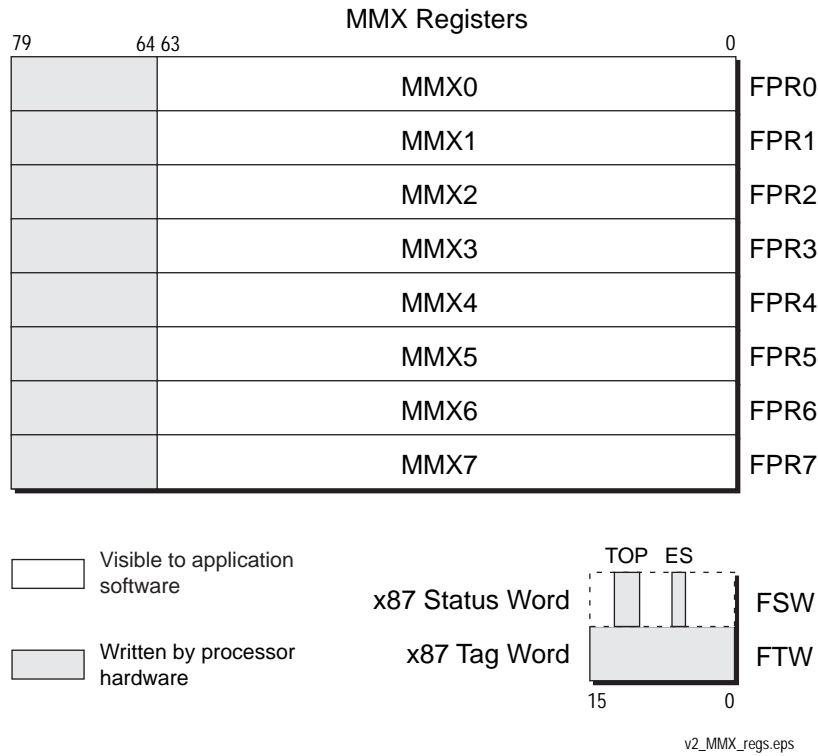 MMX Registers
79 64 63 0
MMX0 FPR0
MMX1 FPR1
MMX2 FPR2
MMX3 FPR3
MMX4 FPR4
MMX5 FPR5
MMX6 FPR6
MMX7 FPR7
Visible to application
software
Written by processor
hardware
TOP ES
x87 Status Word FSW
x87 Tag Word FTW
15 0
v2_MMX_regs.eps